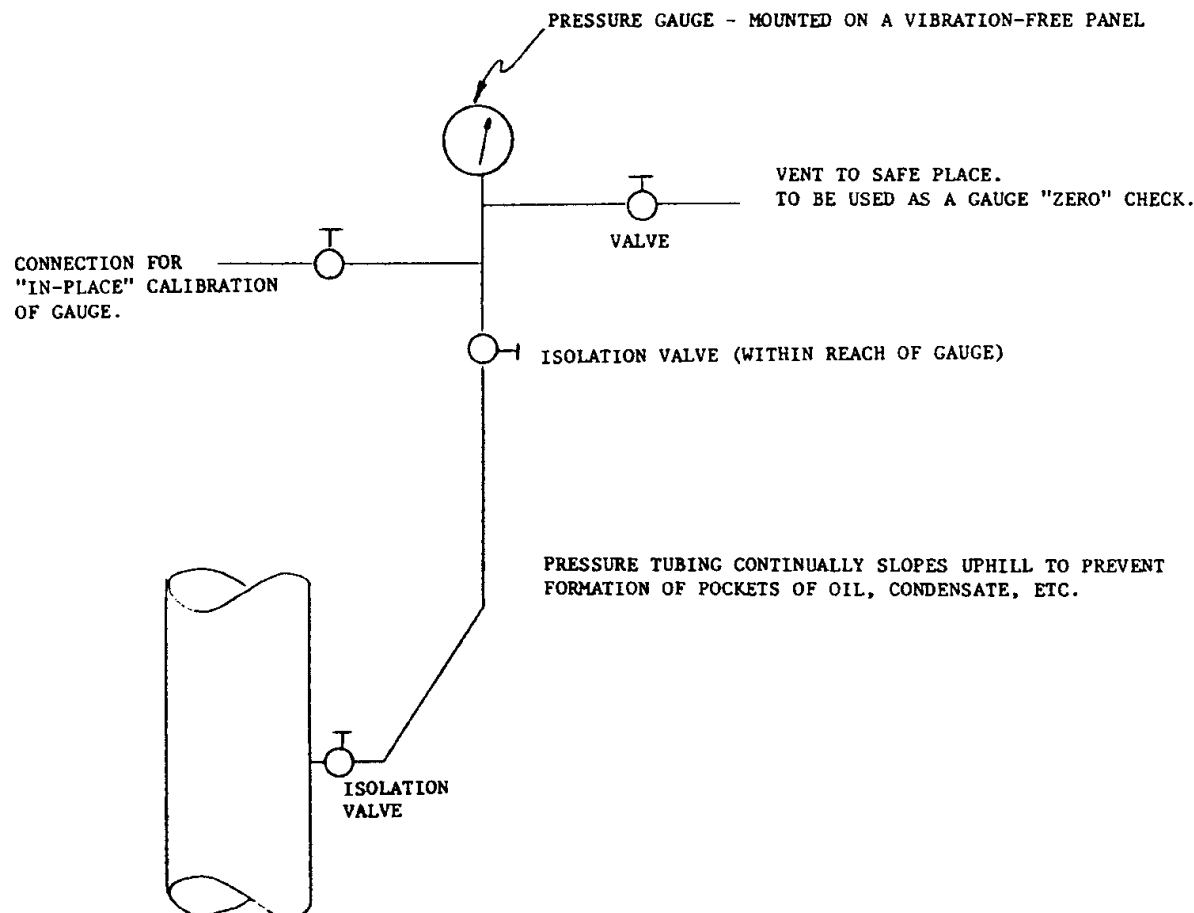 PRESSURE GAUGE - MOUNTED ON A VIBRATION-FREE PANEL
VENT TO SAFE PLACE.
TO BE USED AS A GAUGE "ZERO" CHECK.
VALVE
CONNECTION FOR
"IN-PLACE" CALIBRATION
OF GAUGE.
ISOLATION VALVE (WITHIN REACH OF GAUGE)
PRESSURE TUBING CONTINUALLY SLOPES UPHILL TO PREVENT
FORMATION OF POCKETS OF OIL, CONDENSATE, ETC.
ISOLATION
VALVE